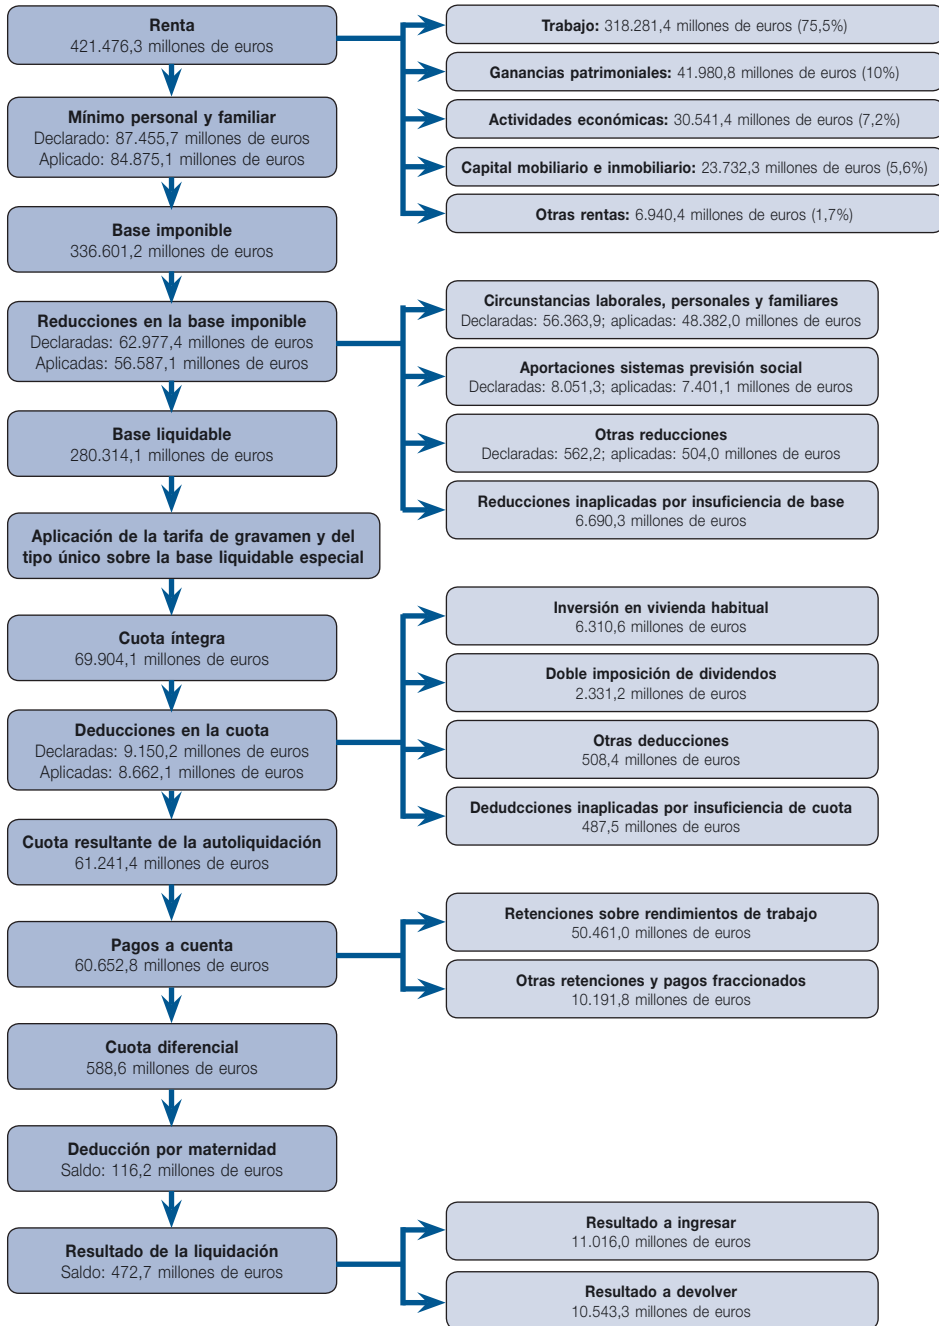 Renta
421.476,3 millones de euros
Trabajo: 318.281,4 millones de euros (75,5%)
Ganancias patrimoniales: 41.980,8 millones de euros (10%)
Actividades económicas: 30.541,4 millones de euros (7,2%)
Capital mobiliario e inmobiliario: 23.732,3 millones de euros (5,6%)
Otras rentas: 6.940,4 millones de euros (1,7%)
Mínimo personal y familiar
Declarado: 87.455,7 millones de euros
Aplicado: 84.875,1 millones de euros
Base imponible
336.601,2 millones de euros
Reducciones en la base imponible
Declaradas: 62.977,4 millones de euros
Aplicadas: 56.587,1 millones de euros
Circunstancias laborales, personales y familiares
Declaradas: 56.363,9; aplicadas: 48.382,0 millones de euros
Aportaciones sistemas previsión social
Declaradas: 8.051,3; aplicadas: 7.401,1 millones de euros
Otras reducciones
Declaradas: 562,2; aplicadas: 504,0 millones de euros
Reducciones inaplicadas por insuficiencia de base
6.690,3 millones de euros
Base liquidable
280.314,1 millones de euros
Aplicación de la tarifa de gravamen y del
tipo único sobre la base liquidable especial
Cuota íntegra
69.904,1 millones de euros
Deducciones en la cuota
Declaradas: 9.150,2 millones de euros
Aplicadas: 8.662,1 millones de euros
Inversión en vivienda habitual
6.310,6 millones de euros
Doble imposición de dividendos
2.331,2 millones de euros
Otras deducciones
508,4 millones de euros
Dedudcciones inaplicadas por insuficiencia de cuota
487,5 millones de euros
Cuota resultante de la autoliquidación
61.241,4 millones de euros
Pagos a cuenta
60.652,8 millones de euros
Retenciones sobre rendimientos de trabajo
50.461,0 millones de euros
Otras retenciones y pagos fraccionados
10.191,8 millones de euros
Cuota diferencial
588,6 millones de euros
Deducción por maternidad
Saldo: 116,2 millones de euros
Resultado de la liquidación
Saldo: 472,7 millones de euros
Resultado a ingresar
11.016,0 millones de euros
Resultado a devolver
10.543,3 millones de euros